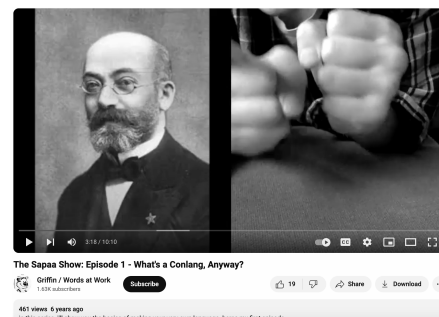 3:18 / 10:10
CC
The Sapaa Show: Episode 1 - What's a Conlang, Anyway?
Griffin / Words at Work
1.63K subscribers
Subscribe
19
Share
Download
461 views 6 years ago